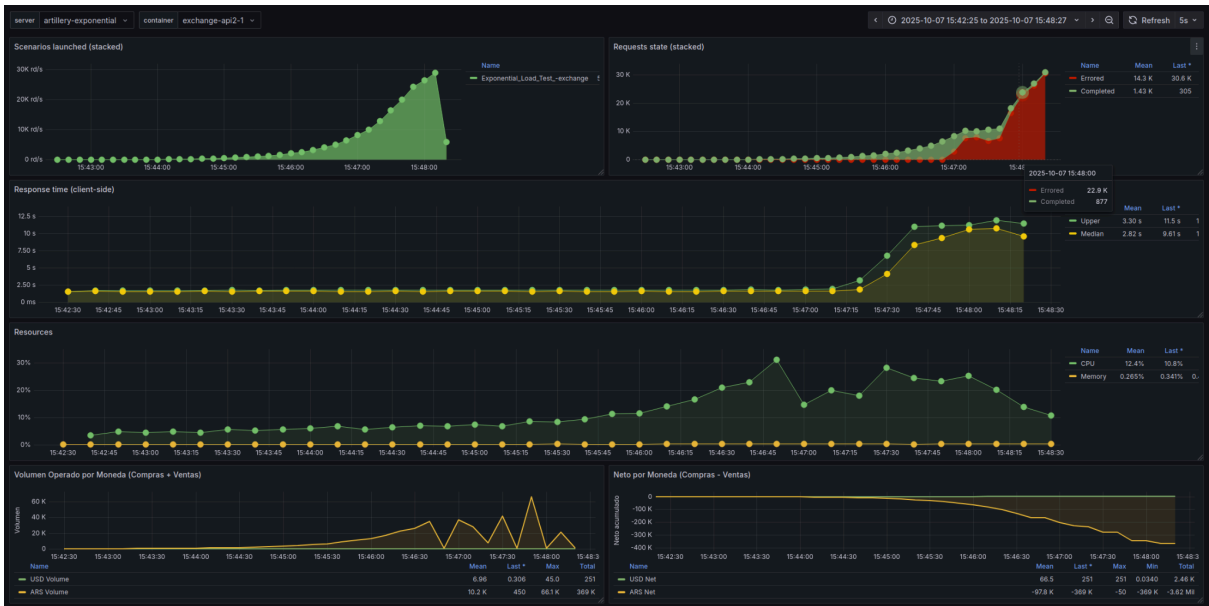 server artillery-exponential container exchange-api2-1 2025-10-07 15:42:25 to 2025-10-07 15:48:27 Refresh 5s
Scenarios launched (stacked)
Name
Exponential_Load_Test_-exchange
30K rd/s
20K rd/s
10K rd/s
0 rd/s
15:43:00 15:44:00 15:45:00 15:46:00 15:47:00 15:48:00
Requests state (stacked)
Name Mean Last *
Errored 14.3 K 30.6 K
Completed 1.43 K 305
30 K
20 K
10 K
0
15:43:00 15:44:00 15:45:00 15:46:00 15:47:00 15:48
2025-10-07 15:48:00
Errored 22.9 K
Completed 877
Response time (client-side)
Name Mean Last *
Upper 3.30 s 11.5 s 1
Median 2.82 s 9.61 s 1
12.5 s
10 s
7.50 s
5 s
2.50 s
0 ms
15:42:30 15:42:45 15:43:00 15:43:15 15:43:30 15:43:45 15:44:00 15:44:15 15:44:30 15:44:45 15:45:00 15:45:15 15:45:30 15:45:45 15:46:00 15:46:15 15:46:30 15:46:45 15:47:00 15:47:15 15:47:30 15:47:45 15:48:00 15:48:15 15:48:30
Resources
Name Mean Last *
CPU 12.4% 10.8%
Memory 0.265% 0.341% 0.
30%
20%
10%
0%
15:42:30 15:42:45 15:43:00 15:43:15 15:43:30 15:43:45 15:44:00 15:44:15 15:44:30 15:44:45 15:45:00 15:45:15 15:45:30 15:45:45 15:46:00 15:46:15 15:46:30 15:46:45 15:47:00 15:47:15 15:47:30 15:47:45 15:48:00 15:48:15 15:48:30
Volumen Operado por Moneda (Compras + Ventas)
Volumen
60 K
40 K
20 K
0
15:42:30 15:43:00 15:43:30 15:44:00 15:44:30 15:45:00 15:45:30 15:46:00 15:46:30 15:47:00 15:47:30 15:48:00 15:48:3
Name Mean Last * Max Total
USD Volume 6.96 0.306 45.0 251
ARS Volume 10.2 K 450 66.1 K 369 K
Neto por Moneda (Compras - Ventas)
Neto acumulado
0
-100 K
-200 K
-300 K
-400 K
15:42:30 15:43:00 15:43:30 15:44:00 15:44:30 15:45:00 15:45:30 15:46:00 15:46:30 15:47:00 15:47:30 15:48:00 15:48:3
Name Mean Last * Max Min Total
USD Net 66.5 251 251 0.0340 2.46 K
ARS Net -97.8 K -369 K -50 -369 K -3.62 Mil